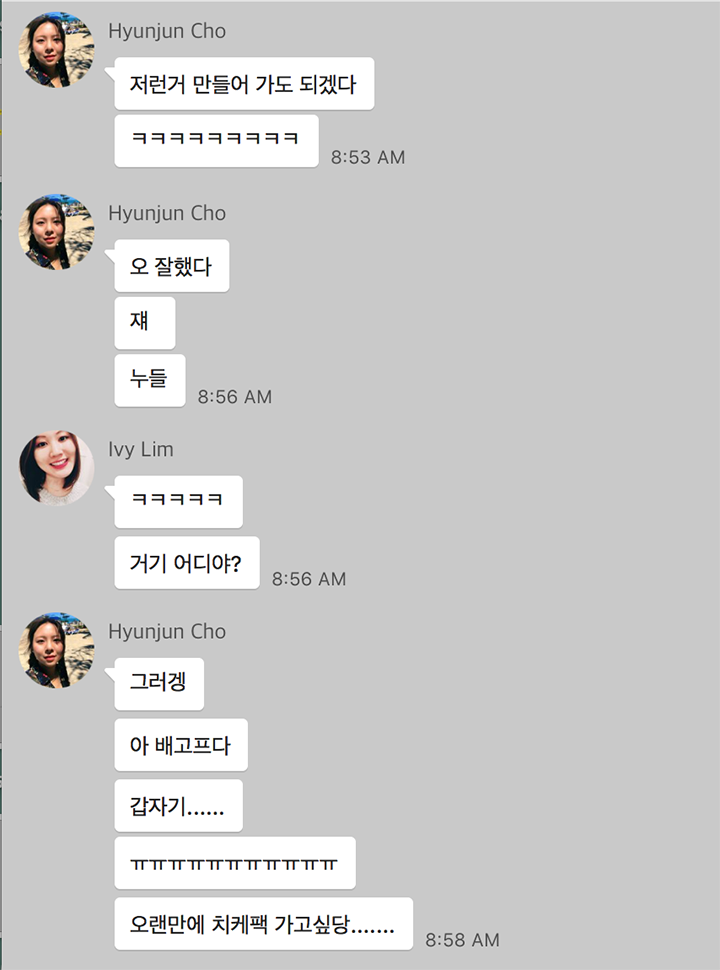 Hyunjun Cho
저런거 만들어 가도 되겠다
ㅋㅋㅋㅋㅋㅋㅋㅋㅋ
8:53 AM
Hyunjun Cho
오 잘했다
쟤
누들
8:56 AM
Ivy Lim
ㅋㅋㅋㅋㅋ
거기 어디야?
8:56 AM
Hyunjun Cho
그러겡
아 배고프다
갑자기......
ㅠㅠㅠㅠㅠㅠㅠㅠㅠㅠㅠ
오랜만에 치케팩 가고싶당.......
8:58 AM